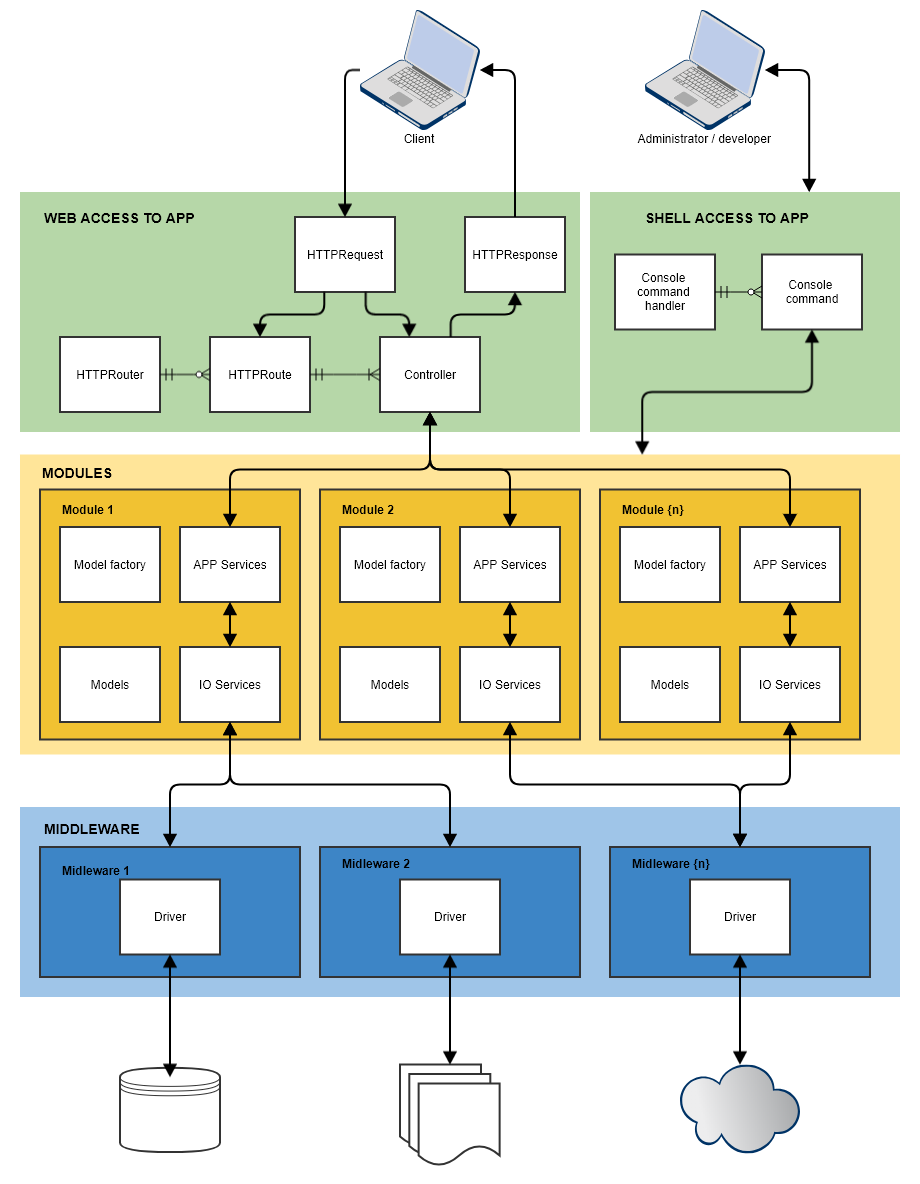 Client
Administrator / developer
WEB ACCESS TO APP
SHELL ACCESS TO APP
HTTPRequest
HTTPResponse
Console
command
handler
Console
command
HTTPRouter
HTTPRoute
Controller
MODULES
Module 1
Module 2
Module {n}
Model factory
APP Services
Model factory
APP Services
Model factory
APP Services
Models
IO Services
Models
IO Services
Models
IO Services
MIDDLEWARE
Midleware 1
Midleware 2
Midleware {n}
Driver
Driver
Driver